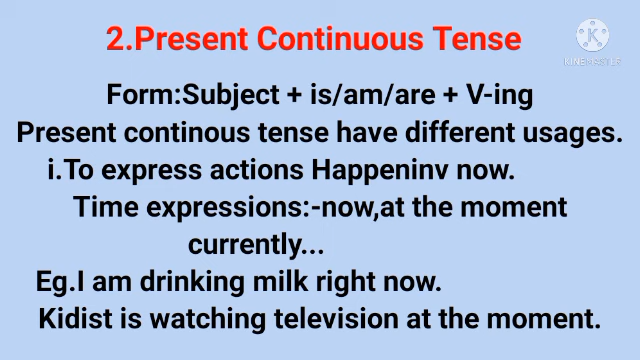 2.Present Continuous Tense
K
KINEMASTER
Form:Subject + is/am/are + V-ing
Present continous tense have different usages.
i.To express actions Happeninv now.
Time expressions:-now,at the moment
currently...
Eg.I am drinking milk right now.
Kidist is watching television at the moment.